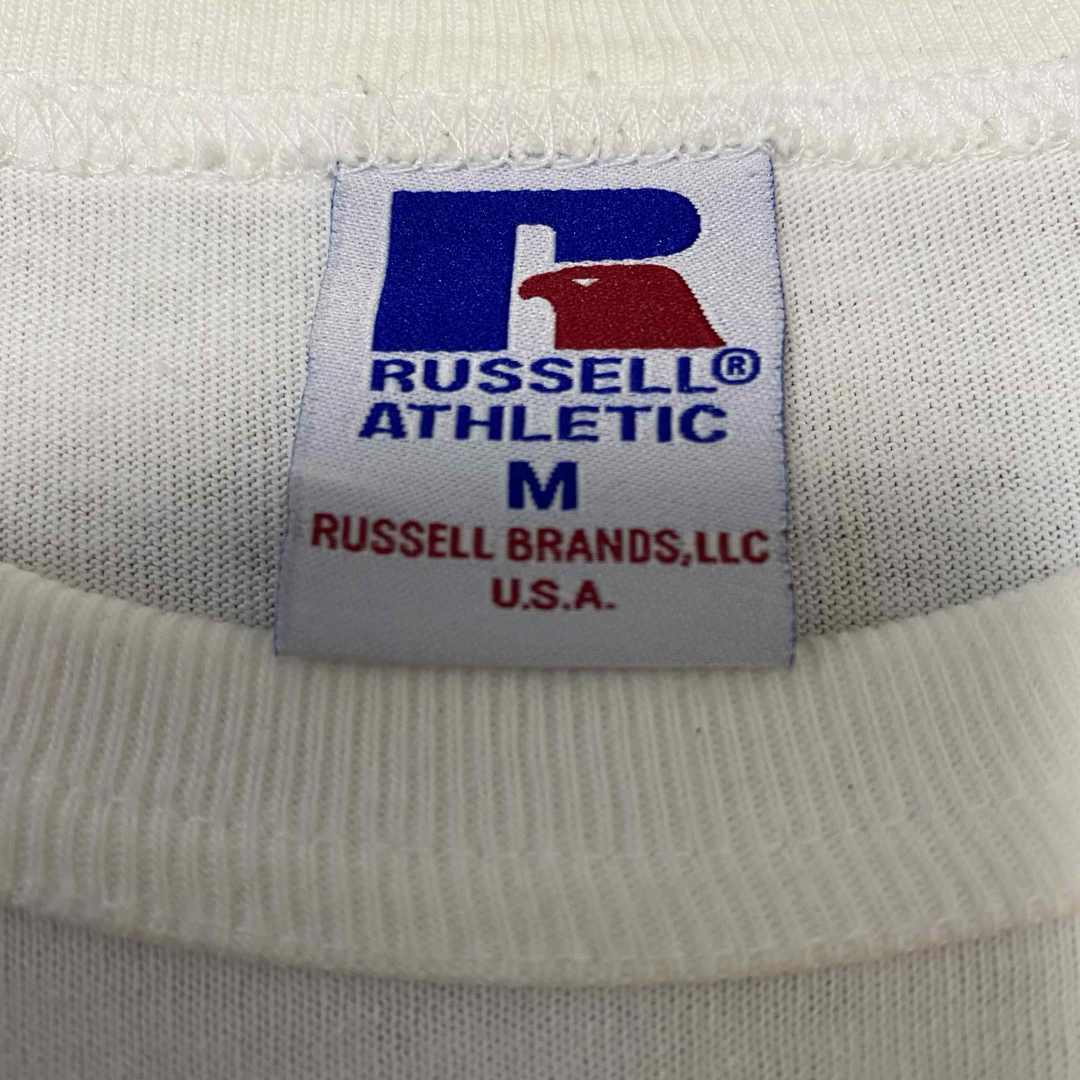 RUSSELL®
ATHLETIC
M
RUSSELL BRANDS,LLC
U.S.A.